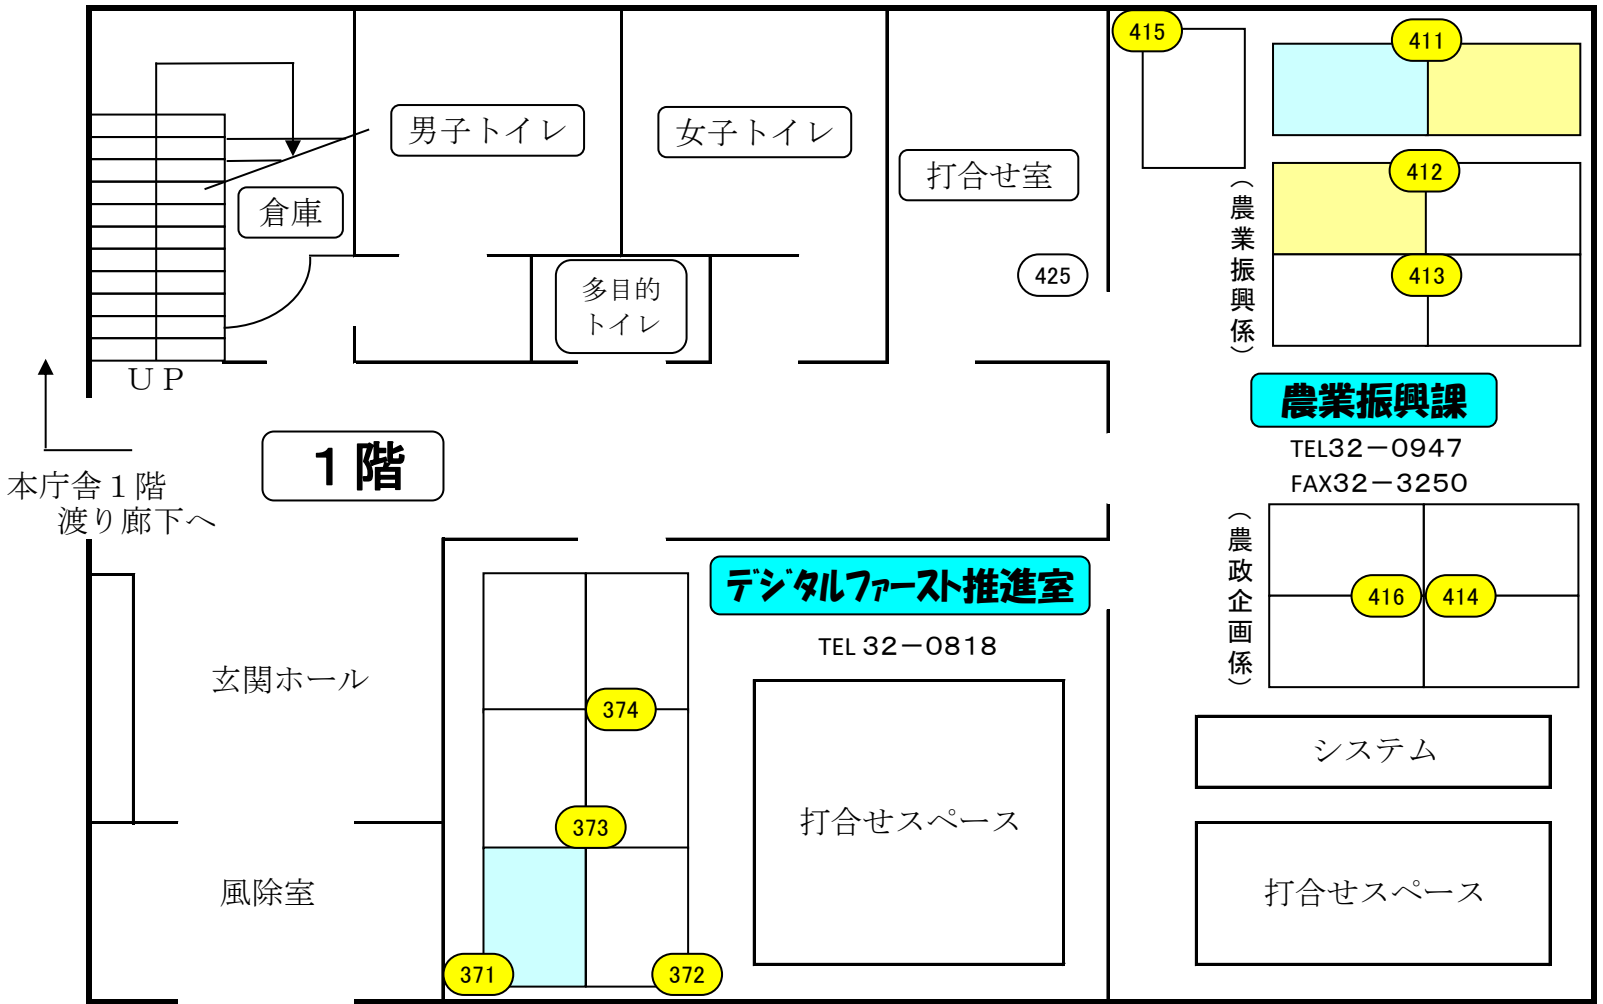 415
411
男子トイレ
女子トイレ
打合せ室
412
倉庫
(農業振興係)
425
413
多目的
トイレ
UP
農業振興課
TEL32－0947
FAX32－3250
1階
本庁舎1階
渡り廊下へ
(農政企画係)
デジタルファースト推進室
TEL 32－0818
416
414
玄関ホール
374
システム
373
打合せスペース
風除室
打合せスペース
371
372